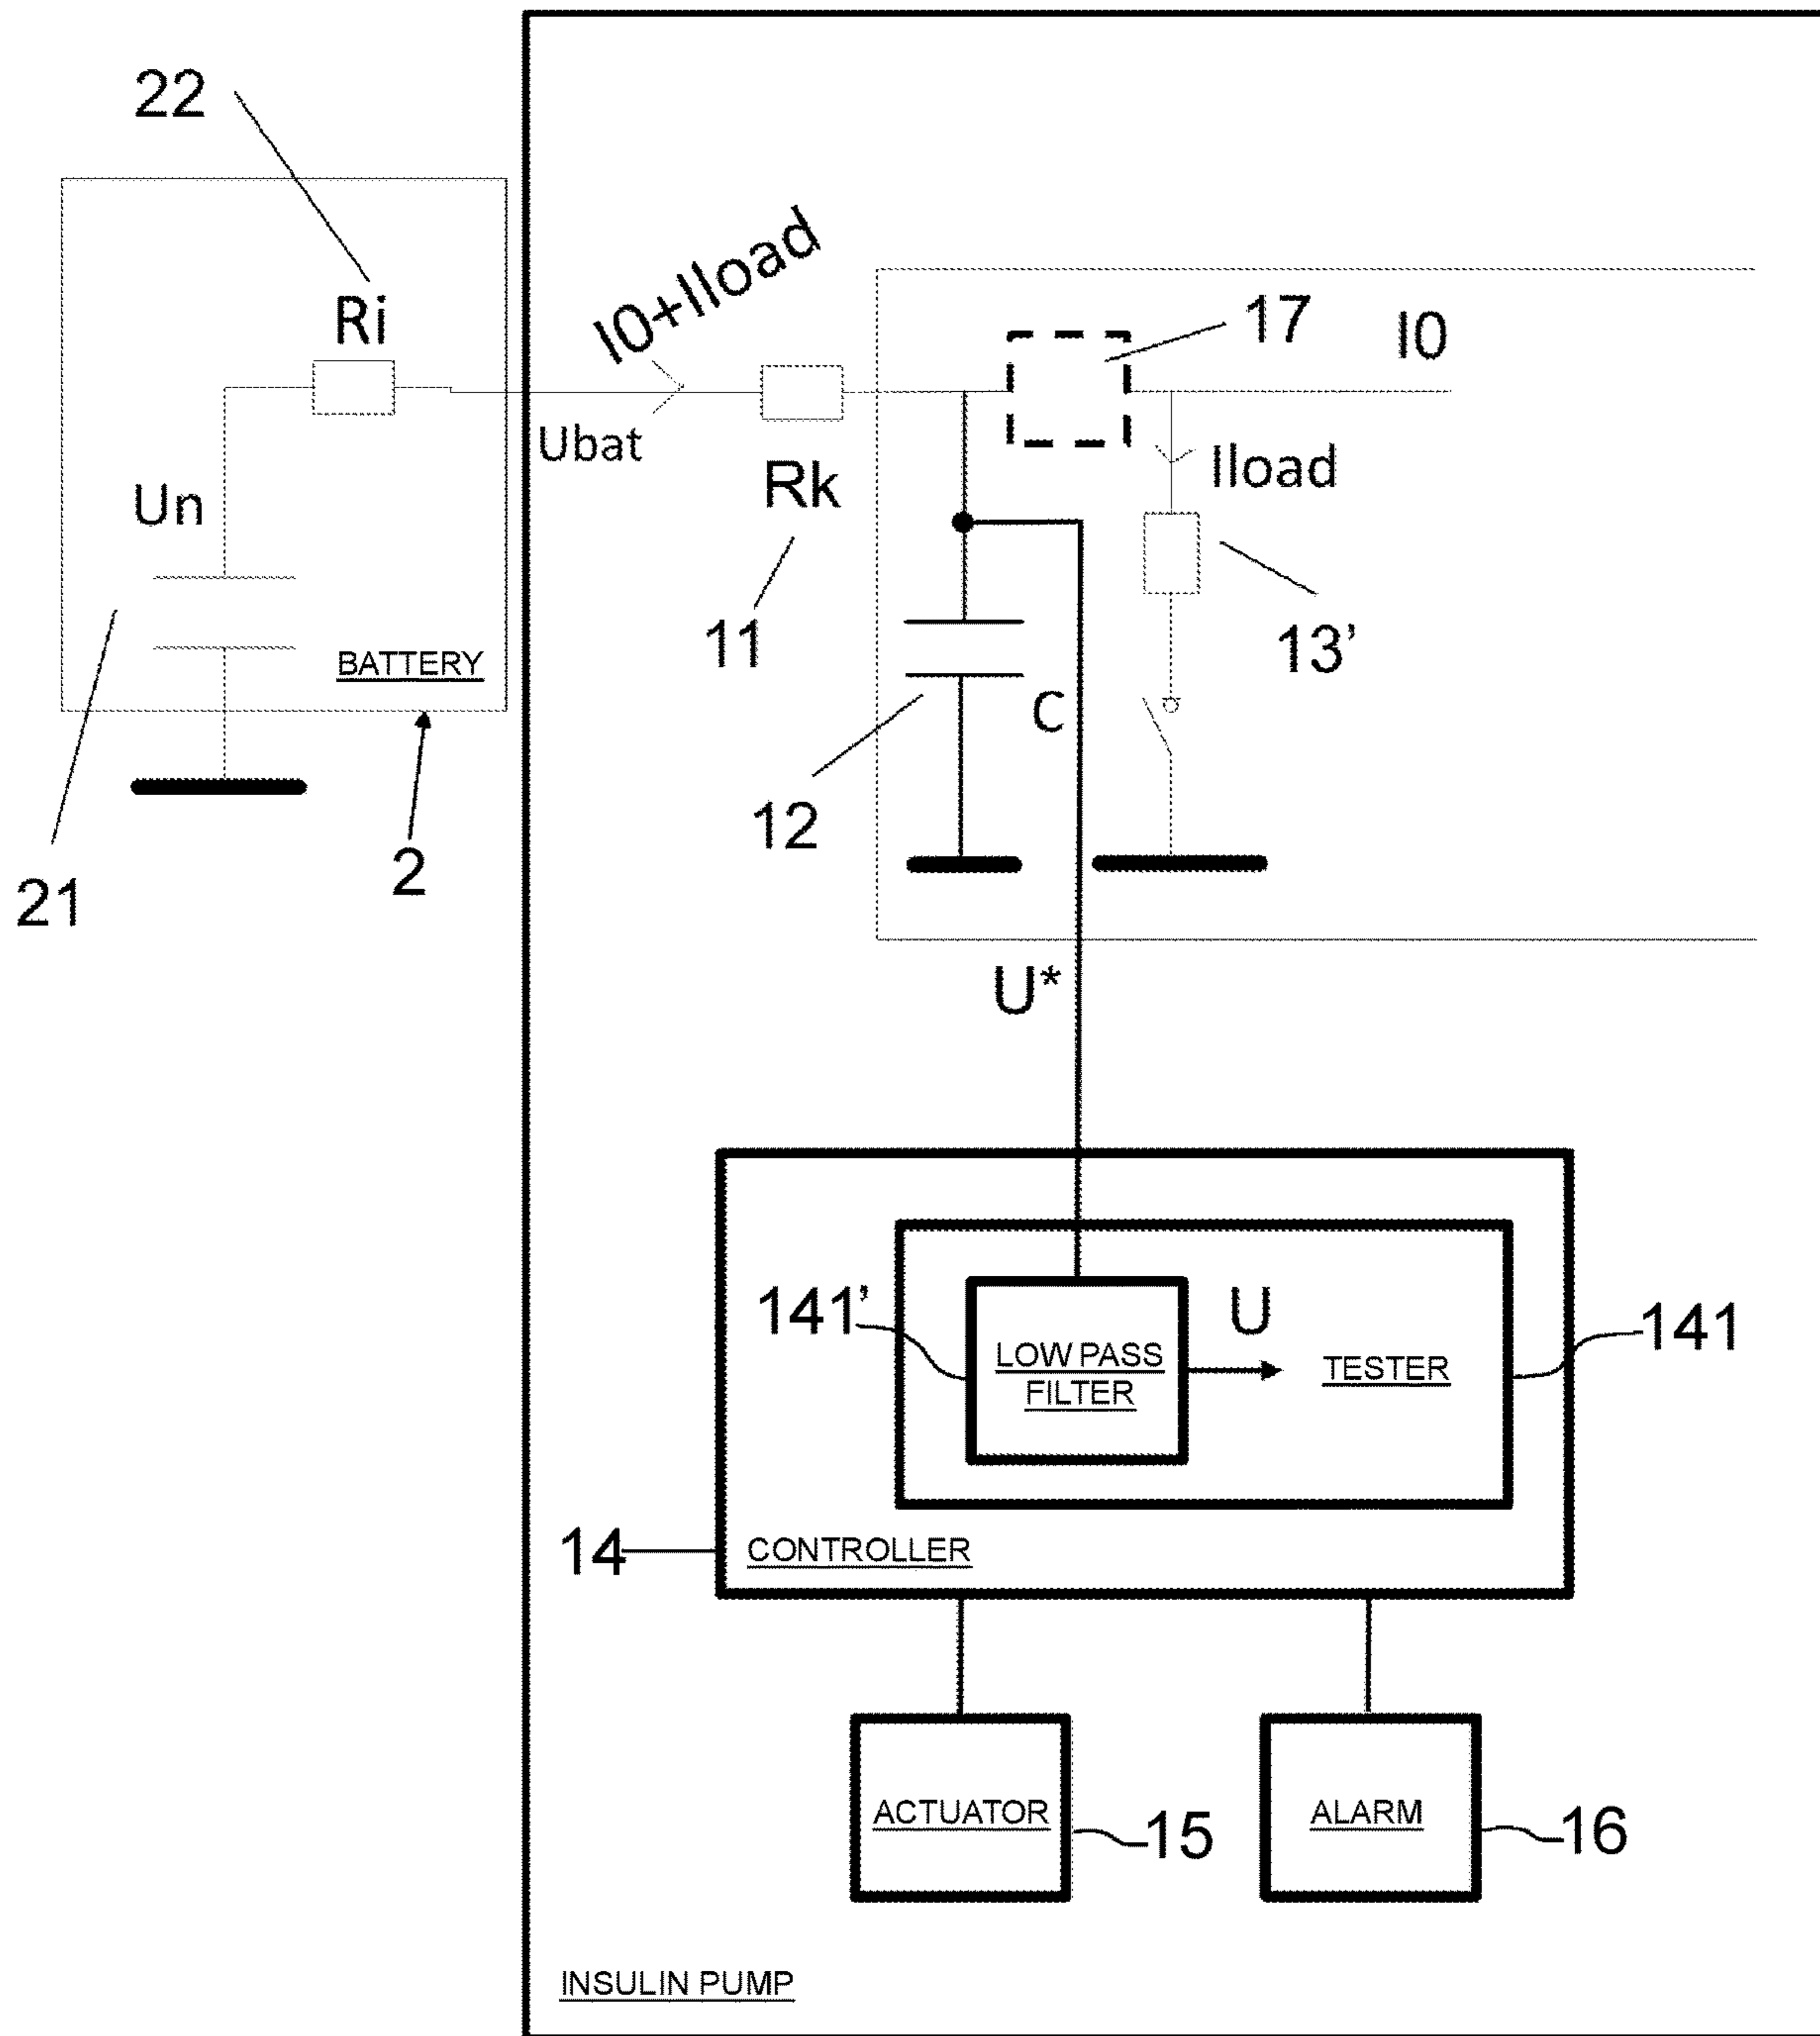 22
I0+Iload
17
I0
Ri
Ubat
Un
Rk
Iload
11
13’
BATTERY
C
12
2
21
U*
141’
U
141
LOW PASS
FILTER
TESTER
14
CONTROLLER
ACTUATOR
15
ALARM
16
INSULIN PUMP